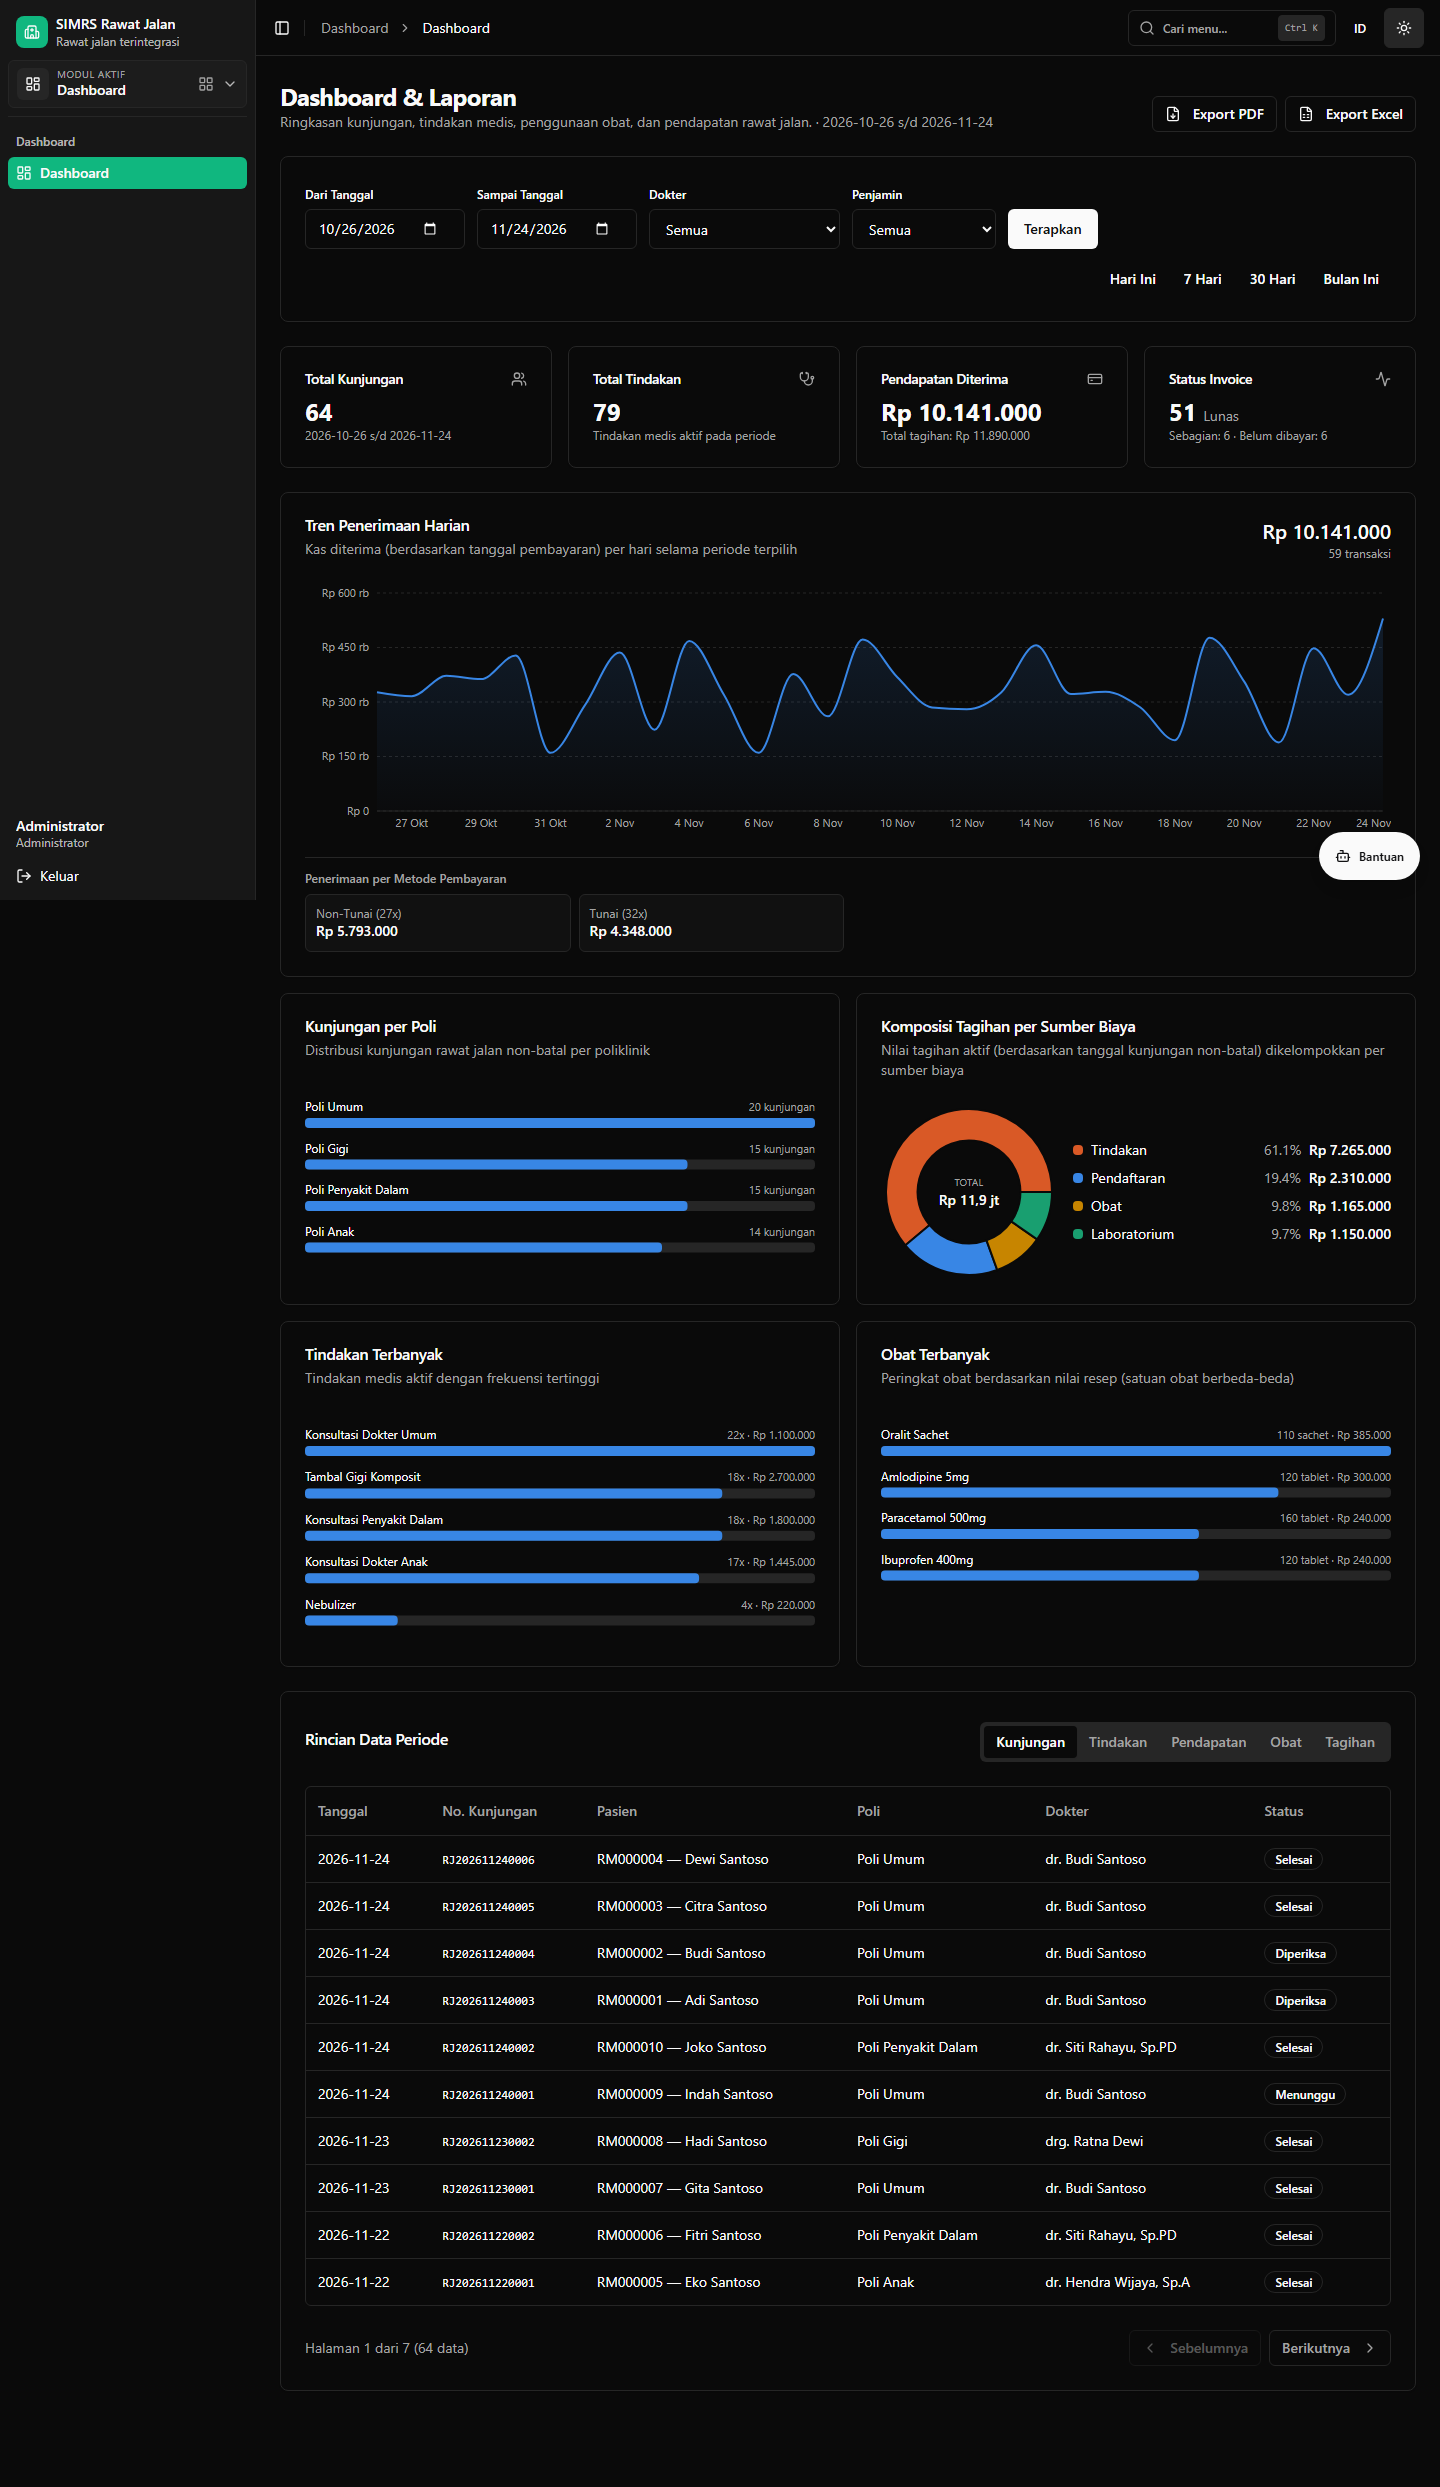 SIMRS Rawat Jalan
Rawat jalan terintegrasi
MODUL AKTIF
Dashboard
Dashboard
Dashboard
Administrator
Administrator
Keluar
Dashboard > Dashboard
Cari menu... Ctrl K
ID
Dashboard & Laporan
Ringkasan kunjungan, tindakan medis, penggunaan obat, dan pendapatan rawat jalan. · 2026-10-26 s/d 2026-11-24
Export PDF
Export Excel
Dari Tanggal Sampai Tanggal Dokter Penjamin
10/26/2026 11/24/2026 Semua Semua Terapkan
Hari Ini 7 Hari 30 Hari Bulan Ini
Total Kunjungan
64
2026-10-26 s/d 2026-11-24
Total Tindakan
79
Tindakan medis aktif pada periode
Pendapatan Diterima
Rp 10.141.000
Total tagihan: Rp 11.890.000
Status Invoice
51 Lunas
Sebagian: 6 · Belum dibayar: 6
Tren Penerimaan Harian
Kas diterima (berdasarkan tanggal pembayaran) per hari selama periode terpilih
Rp 10.141.000
59 transaksi
Rp 600 rb
Rp 450 rb
Rp 300 rb
Rp 150 rb
Rp 0
27 Okt 29 Okt 31 Okt 2 Nov 4 Nov 6 Nov 8 Nov 10 Nov 12 Nov 14 Nov 16 Nov 18 Nov 20 Nov 22 Nov 24 Nov
Bantuan
Penerimaan per Metode Pembayaran
Non-Tunai (27x)
Rp 5.793.000
Tunai (32x)
Rp 4.348.000
Kunjungan per Poli
Distribusi kunjungan rawat jalan non-batal per poliklinik
Poli Umum 20 kunjungan
Poli Gigi 15 kunjungan
Poli Penyakit Dalam 15 kunjungan
Poli Anak 14 kunjungan
Komposisi Tagihan per Sumber Biaya
Nilai tagihan aktif (berdasarkan tanggal kunjungan non-batal) dikelompokkan per
sumber biaya
TOTAL
Rp 11,9 jt
Tindakan 61.1% Rp 7.265.000
Pendaftaran 19.4% Rp 2.310.000
Obat 9.8% Rp 1.165.000
Laboratorium 9.7% Rp 1.150.000
Tindakan Terbanyak
Tindakan medis aktif dengan frekuensi tertinggi
Konsultasi Dokter Umum 22x · Rp 1.100.000
Tambal Gigi Komposit 18x · Rp 2.700.000
Konsultasi Penyakit Dalam 18x · Rp 1.800.000
Konsultasi Dokter Anak 17x · Rp 1.445.000
Nebulizer 4x · Rp 220.000
Obat Terbanyak
Peringkat obat berdasarkan nilai resep (satuan obat berbeda-beda)
Oralit Sachet 110 sachet · Rp 385.000
Amlodipine 5mg 120 tablet · Rp 300.000
Paracetamol 500mg 160 tablet · Rp 240.000
Ibuprofen 400mg 120 tablet · Rp 240.000
Rincian Data Periode
Kunjungan Tindakan Pendapatan Obat Tagihan
Tanggal No. Kunjungan Pasien Poli Dokter Status
2026-11-24 RJ202611240006 RM000004 — Dewi Santoso Poli Umum dr. Budi Santoso Selesai
2026-11-24 RJ202611240005 RM000003 — Citra Santoso Poli Umum dr. Budi Santoso Selesai
2026-11-24 RJ202611240004 RM000002 — Budi Santoso Poli Umum dr. Budi Santoso Diperiksa
2026-11-24 RJ202611240003 RM000001 — Adi Santoso Poli Umum dr. Budi Santoso Diperiksa
2026-11-24 RJ202611240002 RM000010 — Joko Santoso Poli Penyakit Dalam dr. Siti Rahayu, Sp.PD Selesai
2026-11-24 RJ202611240001 RM000009 — Indah Santoso Poli Umum dr. Budi Santoso Menunggu
2026-11-23 RJ202611230002 RM000008 — Hadi Santoso Poli Gigi drg. Ratna Dewi Selesai
2026-11-23 RJ202611230001 RM000007 — Gita Santoso Poli Umum dr. Budi Santoso Selesai
2026-11-22 RJ202611220002 RM000006 — Fitri Santoso Poli Penyakit Dalam dr. Siti Rahayu, Sp.PD Selesai
2026-11-22 RJ202611220001 RM000005 — Eko Santoso Poli Anak dr. Hendra Wijaya, Sp.A Selesai
Halaman 1 dari 7 (64 data)
Sebelumnya
Berikutnya